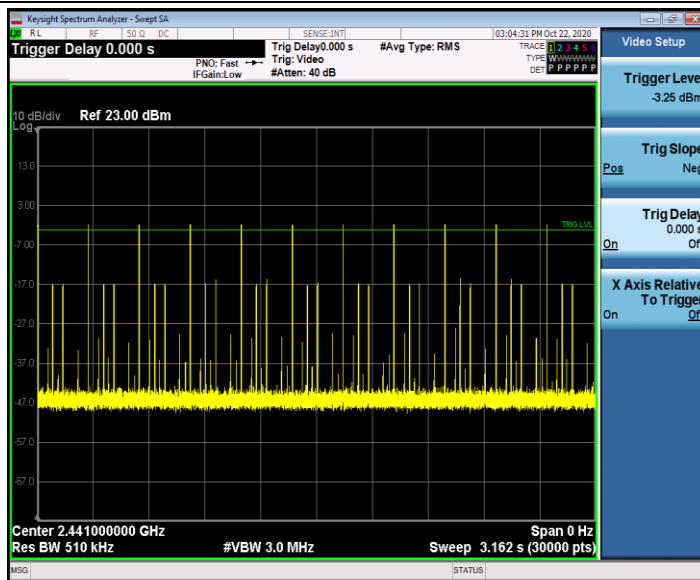 Keysight Spectrum Analyzer - Swept SA
RL RF 50 Ω DC SENSE:INT 03:04:31 PM Oct 22, 2020
Trigger Delay 0.000 s
PNO: Fast
IFGain:Low
Trig Delay0.000 s
Trig: Video
#Atten: 40 dB
#Avg Type: RMS
TRACE 1 2 3 4 5 6
TYPE WWWWWW
DET P P P P P P
Video Setup
Trigger Leve
-3.25 dBm
Trig Slope
Pos Neg
Trig Delay
0.000 s
On Of
X Axis Relative
To Trigger
On Of
10 dB/div Ref 23.00 dBm
Log
13.0
3.00
TRIG LVL
-7.00
-17.0
-27.0
-37.0
-47.0
-57.0
-67.0
Center 2.441000000 GHz Span 0 Hz
Res BW 510 kHz #VBW 3.0 MHz Sweep 3.162 s (30000 pts)
MSG STATUS